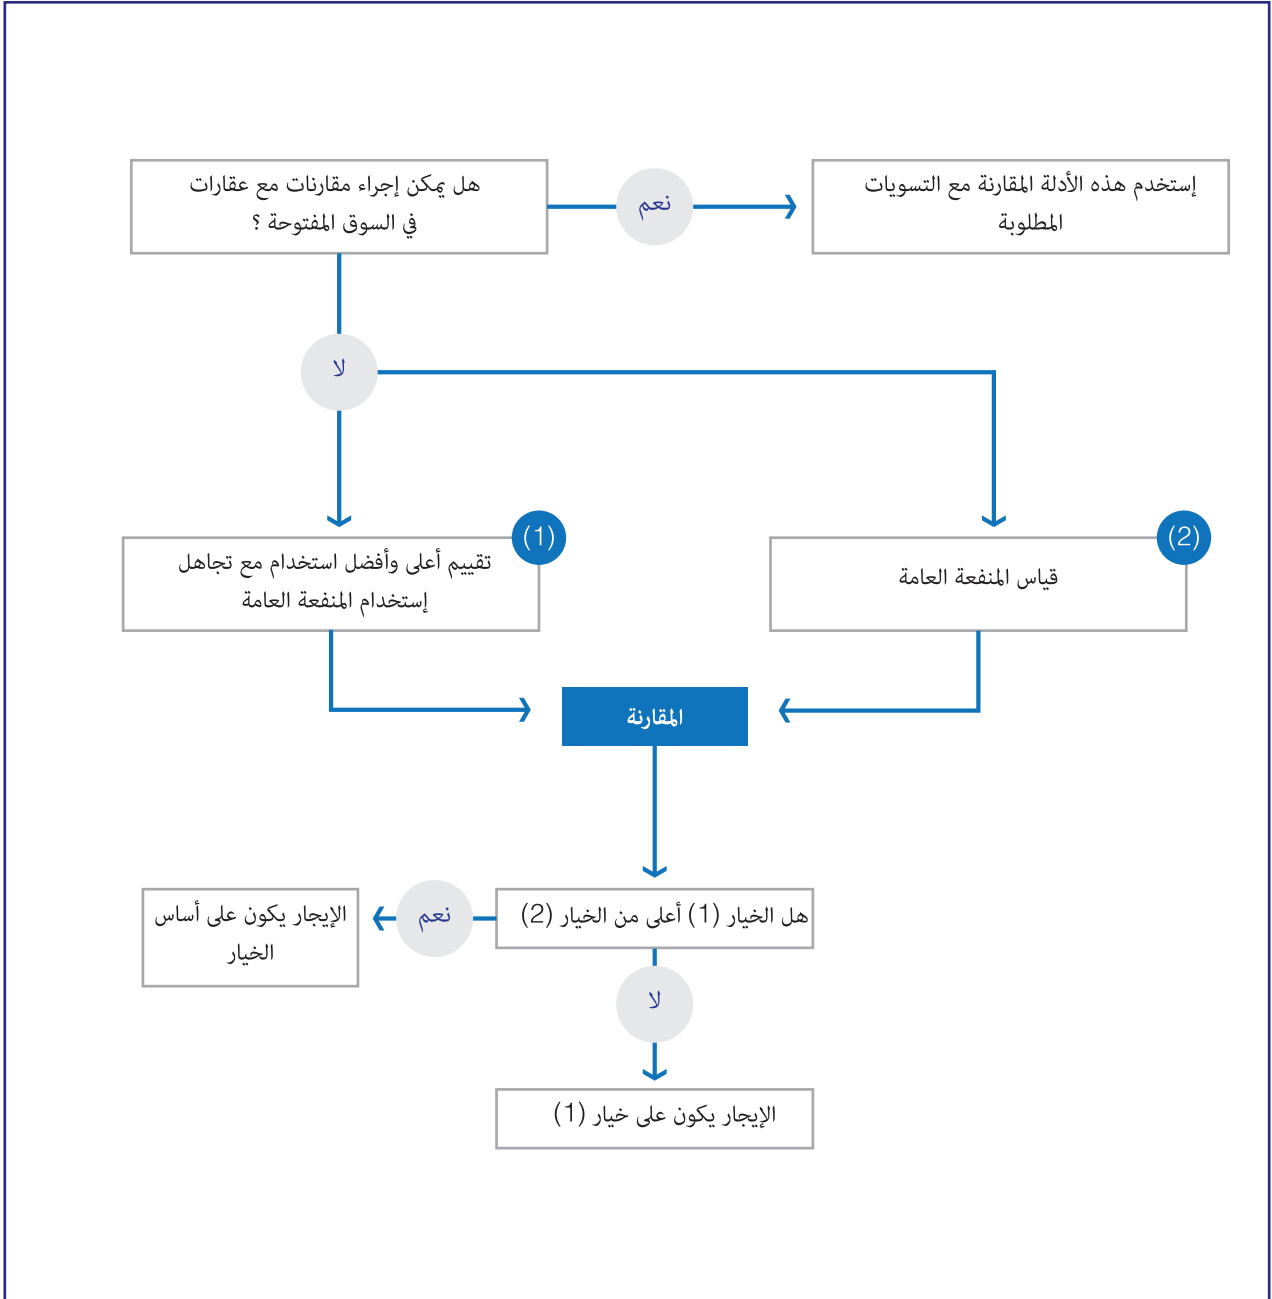 هل يمكن إجراء مقارنات مع عقارات
في السوق المفتوحة ؟
نعم
إستخدم هذه الأدلة المقارنة مع التسويات
المطلوبة
لا
(1)
تقييم أعلى وأفضل استخدام مع تجاهل
إستخدام المنفعة العامة
(2)
قياس المنفعة العامة
المقارنة
هل الخيار (1) أعلى من الخيار (2)
نعم
الإيجار يكون على أساس
الخيار
لا
الإيجار يكون على خيار (1)